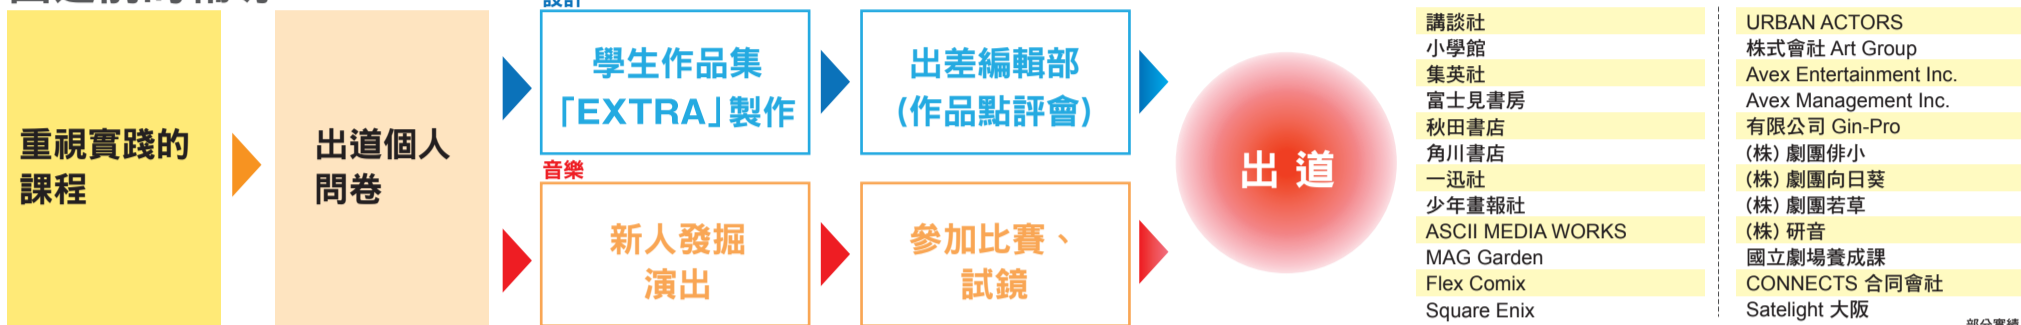 設計
重視實踐的
課程
出道個人
問卷
學生作品集
「EXTRA」製作
出差編輯部
(作品點評會)
音樂
新人發掘
演出
參加比賽、
試鏡
出道
講談社
小學館
集英社
富士見書房
秋田書店
角川書店
一迅社
少年畫報社
ASCII MEDIA WORKS
MAG Garden
Flex Comix
Square Enix
URBAN ACTORS
株式會社 Art Group
Avex Entertainment Inc.
Avex Management Inc.
有限公司 Gin-Pro
(株) 劇團俳小
(株) 劇團向日葵
(株) 劇團若草
(株) 研音
國立劇場養成課
CONNECTS 合同會社
Satelight 大阪